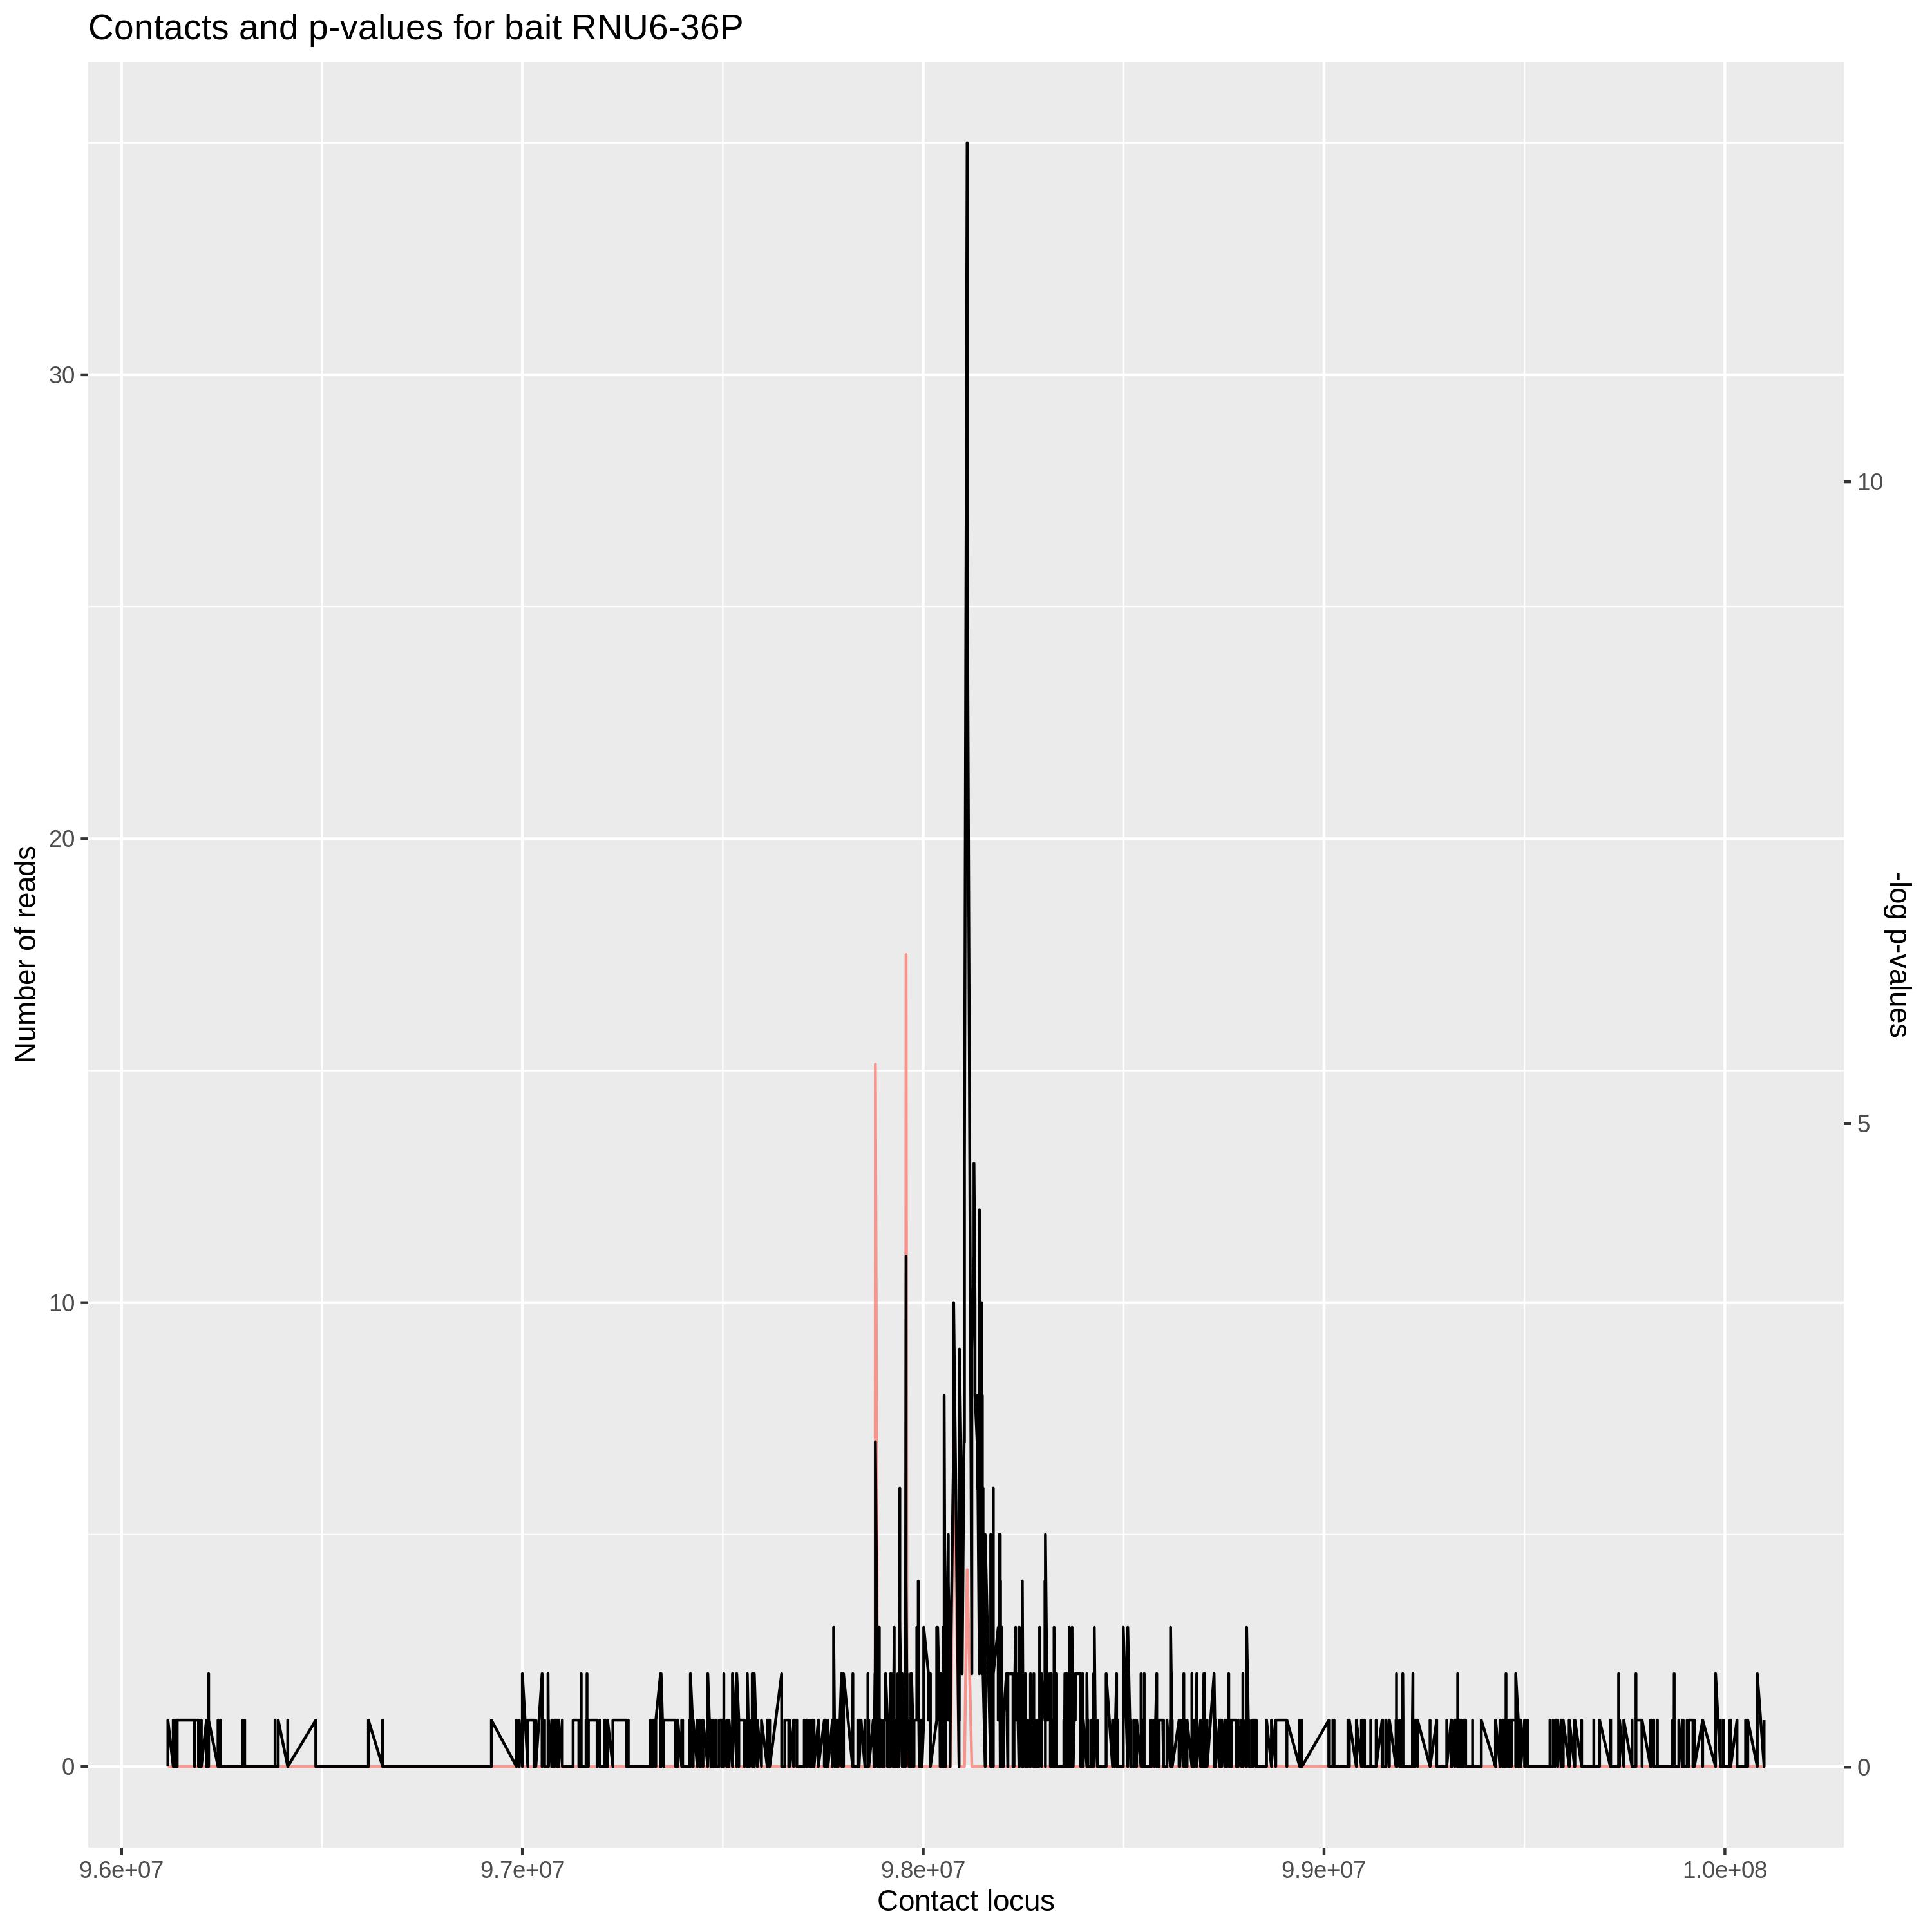 Contacts and p-values for bait RNU6-36P
30
20
10
0
Number of reads
10
5
0
-log p-values
9.6e+07
9.7e+07
9.8e+07
9.9e+07
1.0e+08
Contact locus